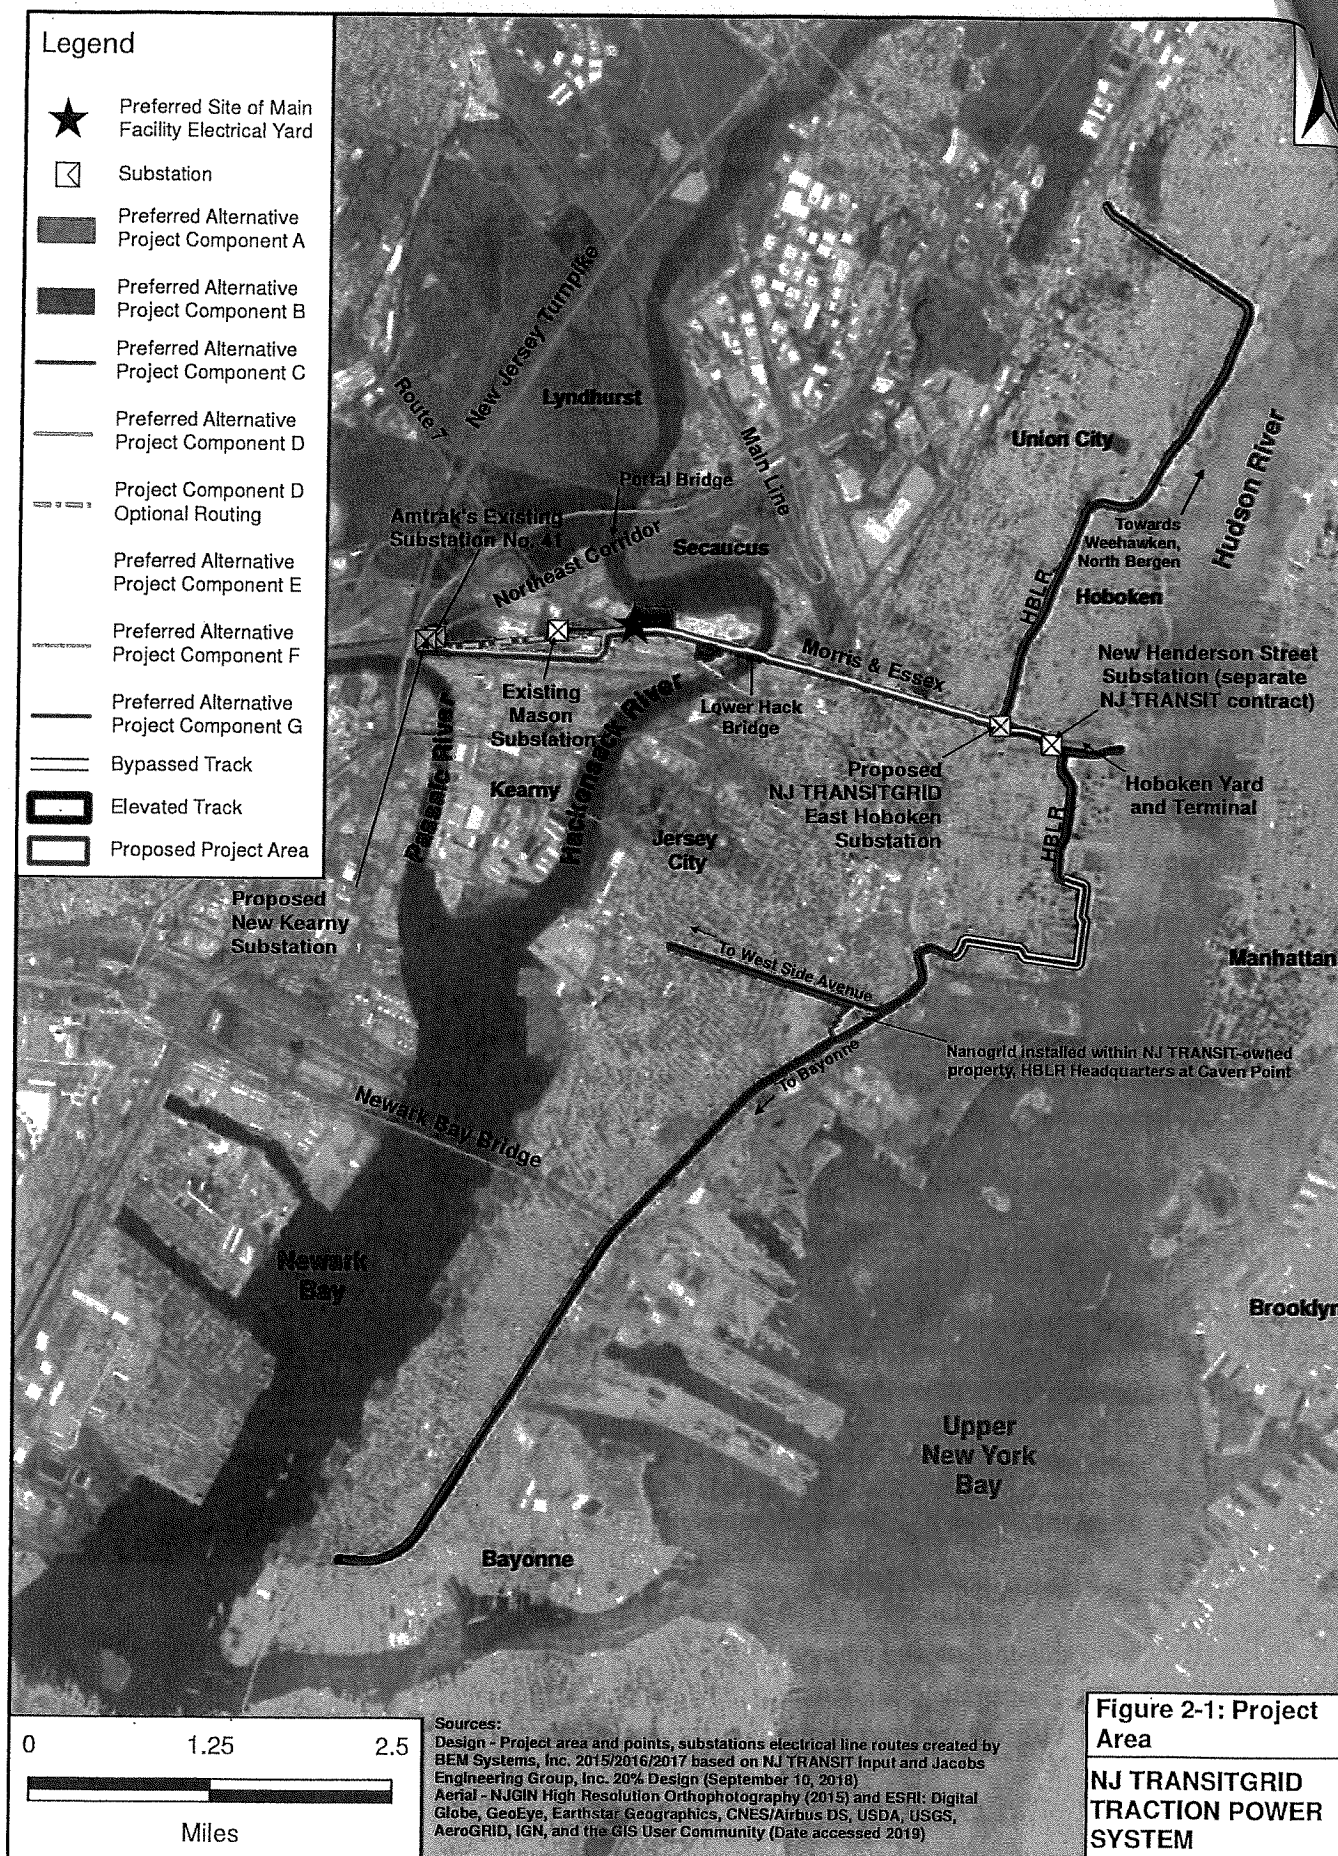 Legend
Preferred Site of Main
Facility Electrical Yard
Substation
Preferred Alternative
Project Component A
Preferred Alternative
Project Component B
Preferred Alternative
Project Component C
Preferred Alternative
Project Component D
Project Component D
Optional Routing
Preferred Alternative
Project Component E
Preferred Alternative
Project Component F
Preferred Alternative
Project Component G
Bypassed Track
Elevated Track
Proposed Project Area
New Jersey Turnpike
Route 7
Lyndhurst
Main Line
Union City
Hudson River
Portal Bridge
Amtrak's Existing
Substation No. 41
Northeast Corridor
Secaucus
Towards
Weehawken,
North Bergen
HBLR
Hoboken
Morris & Essex
New Henderson Street
Substation (separate
NJ TRANSIT contract)
Existing
Mason
Substation
Lower Hack
Bridge
Passaic River
Hackensack River
Kearny
Proposed
NJ TRANSITGRID
East Hoboken
Substation
Hoboken Yard
and Terminal
HBLR
Jersey
City
Proposed
New Kearny
Substation
To West Side Avenue
Manhattan
Nanogrid installed within NJ TRANSIT-owned
property, HBLR Headquarters at Caven Point
To Bayonne
Newark Bay Bridge
Newark
Bay
Brooklyn
Upper
New York
Bay
Bayonne
0 1.25 2.5
Miles
Sources:
Design - Project area and points, substations electrical line routes created by
BEM Systems, Inc. 2015/2016/2017 based on NJ TRANSIT Input and Jacobs
Engineering Group, Inc. 20% Design (September 10, 2018)
Aerial - NJGIN High Resolution Orthophotography (2015) and ESRI: Digital
Globe, GeoEye, Earthstar Geographics, CNES/Airbus DS, USDA, USGS,
AeroGRID, IGN, and the GIS User Community (Date accessed 2019)
Figure 2-1: Project
Area
NJ TRANSITGRID
TRACTION POWER
SYSTEM